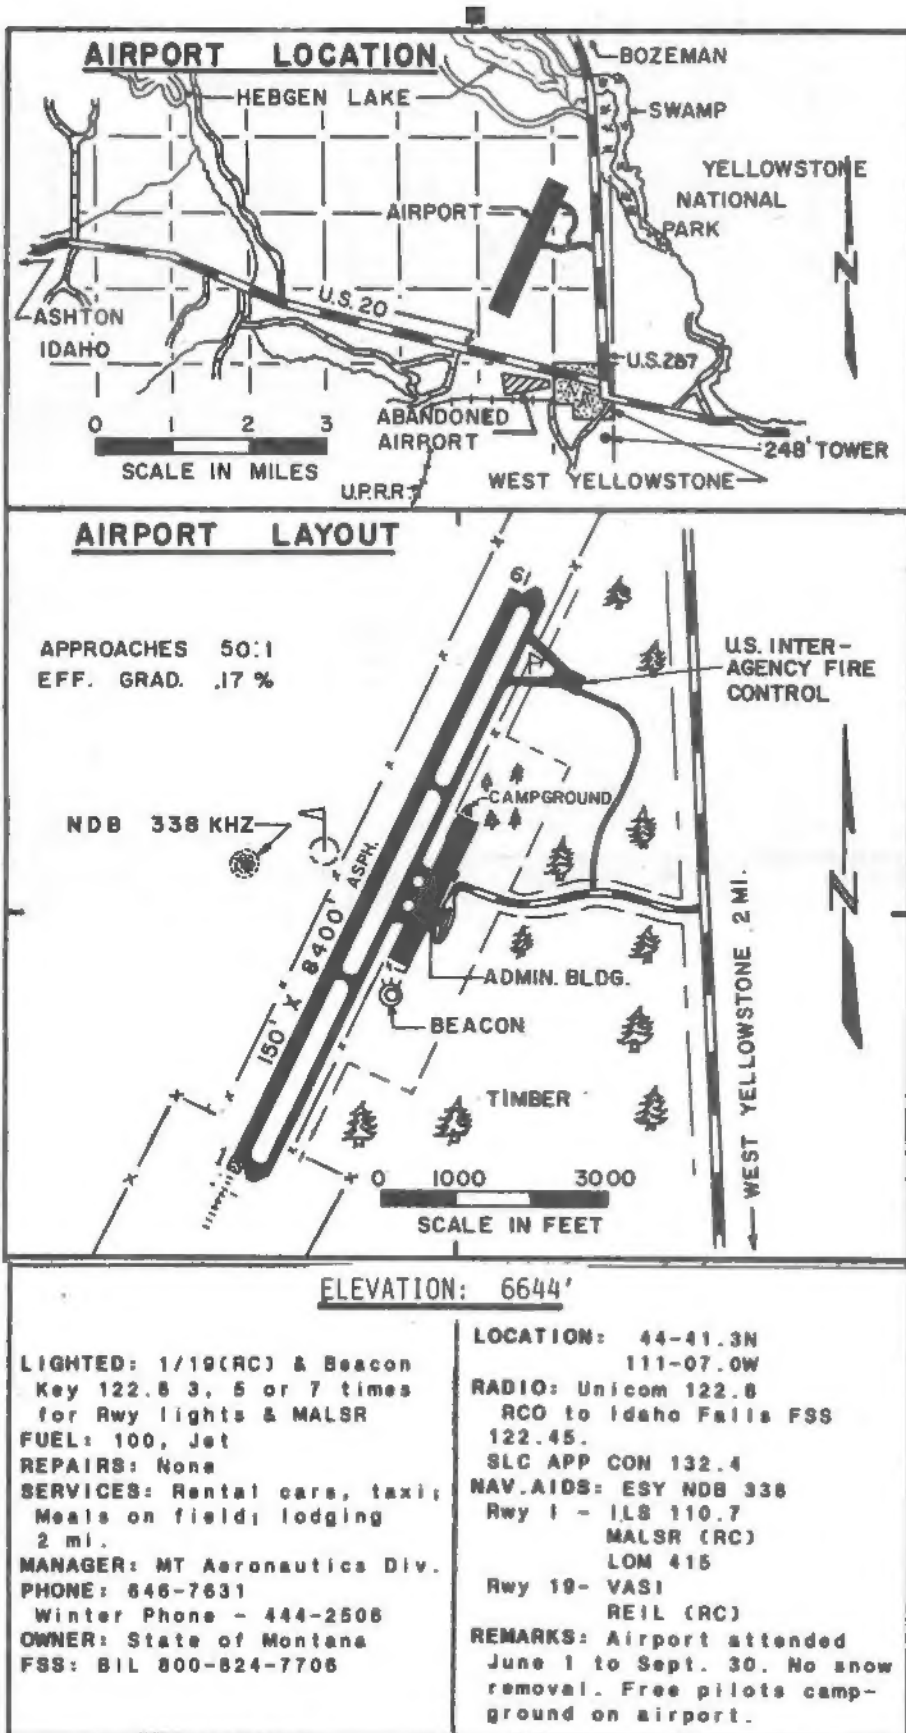 AIRPORT LOCATION
BOZEMAN
HEBGEN LAKE
SWAMP
YELLOWSTONE
NATIONAL
PARK
AIRPORT
N
U.S. 20
ASHTON
IDAHO
U.S. 287
0 1 2 3
SCALE IN MILES
ABANDONED
AIRPORT
248' TOWER
WEST YELLOWSTONE
U.P.R.R.
AIRPORT LAYOUT
19
APPROACHES 50:1
EFF. GRAD. .17 %
P
U.S. INTER-
AGENCY FIRE
CONTROL
CAMPGROUND
NDB 338 KHZ
150' X 8400' ASPH.
N
ADMIN. BLDG.
BEACON
WEST YELLOWSTONE 2 MI.
TIMBER
1
0 1000 3000
SCALE IN FEET
ELEVATION: 6644'
LIGHTED: 1/19(RC) & Beacon
Key 122.8 3, 5 or 7 times
for Rwy lights & MALSR
FUEL: 100, Jet
REPAIRS: None
SERVICES: Rental cars, taxi;
Meals on field; lodging
2 mi.
MANAGER: MT Aeronautics Div.
PHONE: 646-7631
Winter Phone - 444-2506
OWNER: State of Montana
FSS: BIL 800-624-7706
LOCATION: 44-41.3N
111-07.0W
RADIO: Unicom 122.8
RCO to Idaho Falls FSS
122.45.
SLC APP CON 132.4
NAV.AIDS: ESY NDB 338
Rwy 1 - ILS 110.7
MALSR (RC)
LOM 415
Rwy 19- VASI
REIL (RC)
REMARKS: Airport attended
June 1 to Sept. 30. No snow
removal. Free pilots camp-
ground on airport.